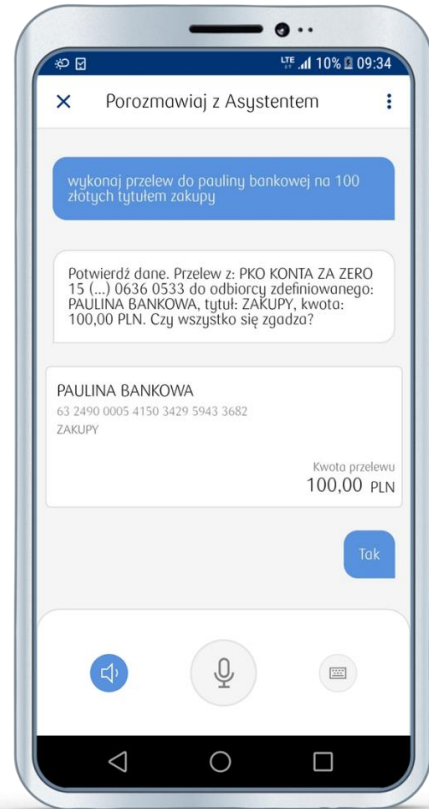 LTE 10% 09:34
Porozmawiaj z Asystentem
wykonaj przelew do pauliny bankowej na 100
złotych tytułem zakupy
Potwierdź dane. Przelew z: PKO KONTA ZA ZERO
15 (...) 0636 0533 do odbiorcy zdefiniowanego:
PAULINA BANKOWA, tytuł: ZAKUPY, kwota:
100,00 PLN. Czy wszystko się zgadza?
PAULINA BANKOWA
63 2490 0005 4150 3429 5943 3682
ZAKUPY
Kwota przelewu
100,00 PLN
Tak